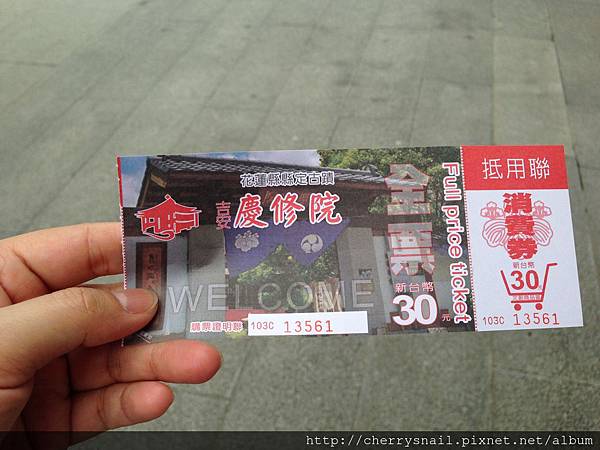 花蓮縣縣定古蹟
吉安
慶修院
WELCOME
購票證明聯
103C 13561
全票
新台幣
30元
Full price ticket
抵用聯
消費券
新台幣
30
103C 13561
http://cherrysnail.pixnet.net/album